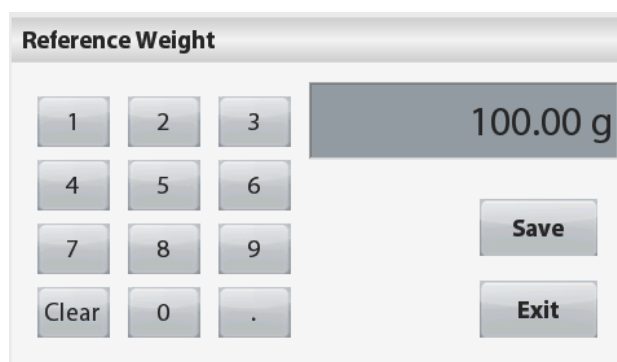 Reference Weight
100.00 g
1 2 3
4 5 6
7 8 9
Clear 0 .
Save
Exit